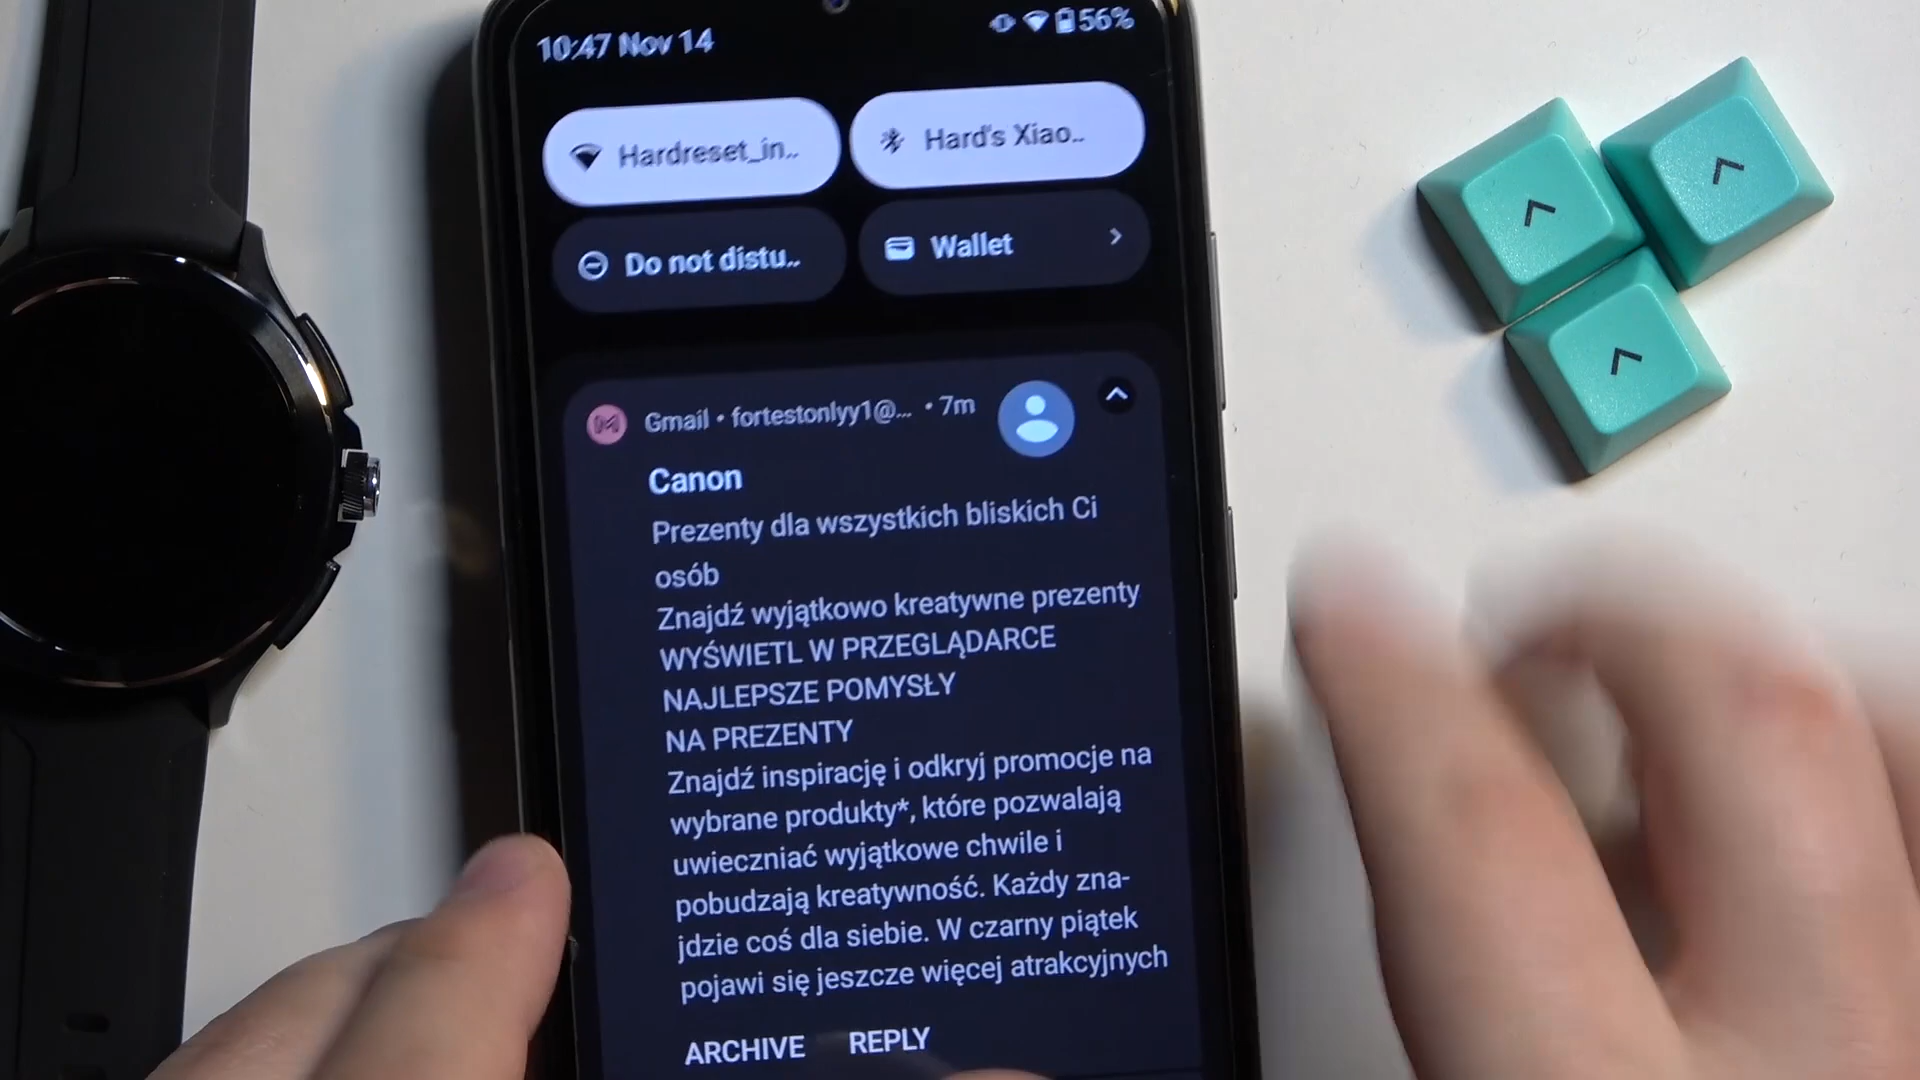 10:47 Nov 14
56%
Hardreset_in..
Hard's Xiao..
Do not distu..
Wallet
Gmail • fortestonlyy1@... • 7m
Canon
Prezenty dla wszystkich bliskich Ci
osób
Znajdź wyjątkowo kreatywne prezenty
WYŚWIETL W PRZEGLĄDARCE
NAJLEPSZE POMYSŁY
NA PREZENTY
Znajdź inspirację i odkryj promocje na
wybrane produkty*, które pozwalają
uwieczniać wyjątkowe chwile i
pobudzają kreatywność. Każdy zna-
jdzie coś dla siebie. W czarny piątek
pojawi się jeszcze więcej atrakcyjnych
ARCHIVE
REPLY